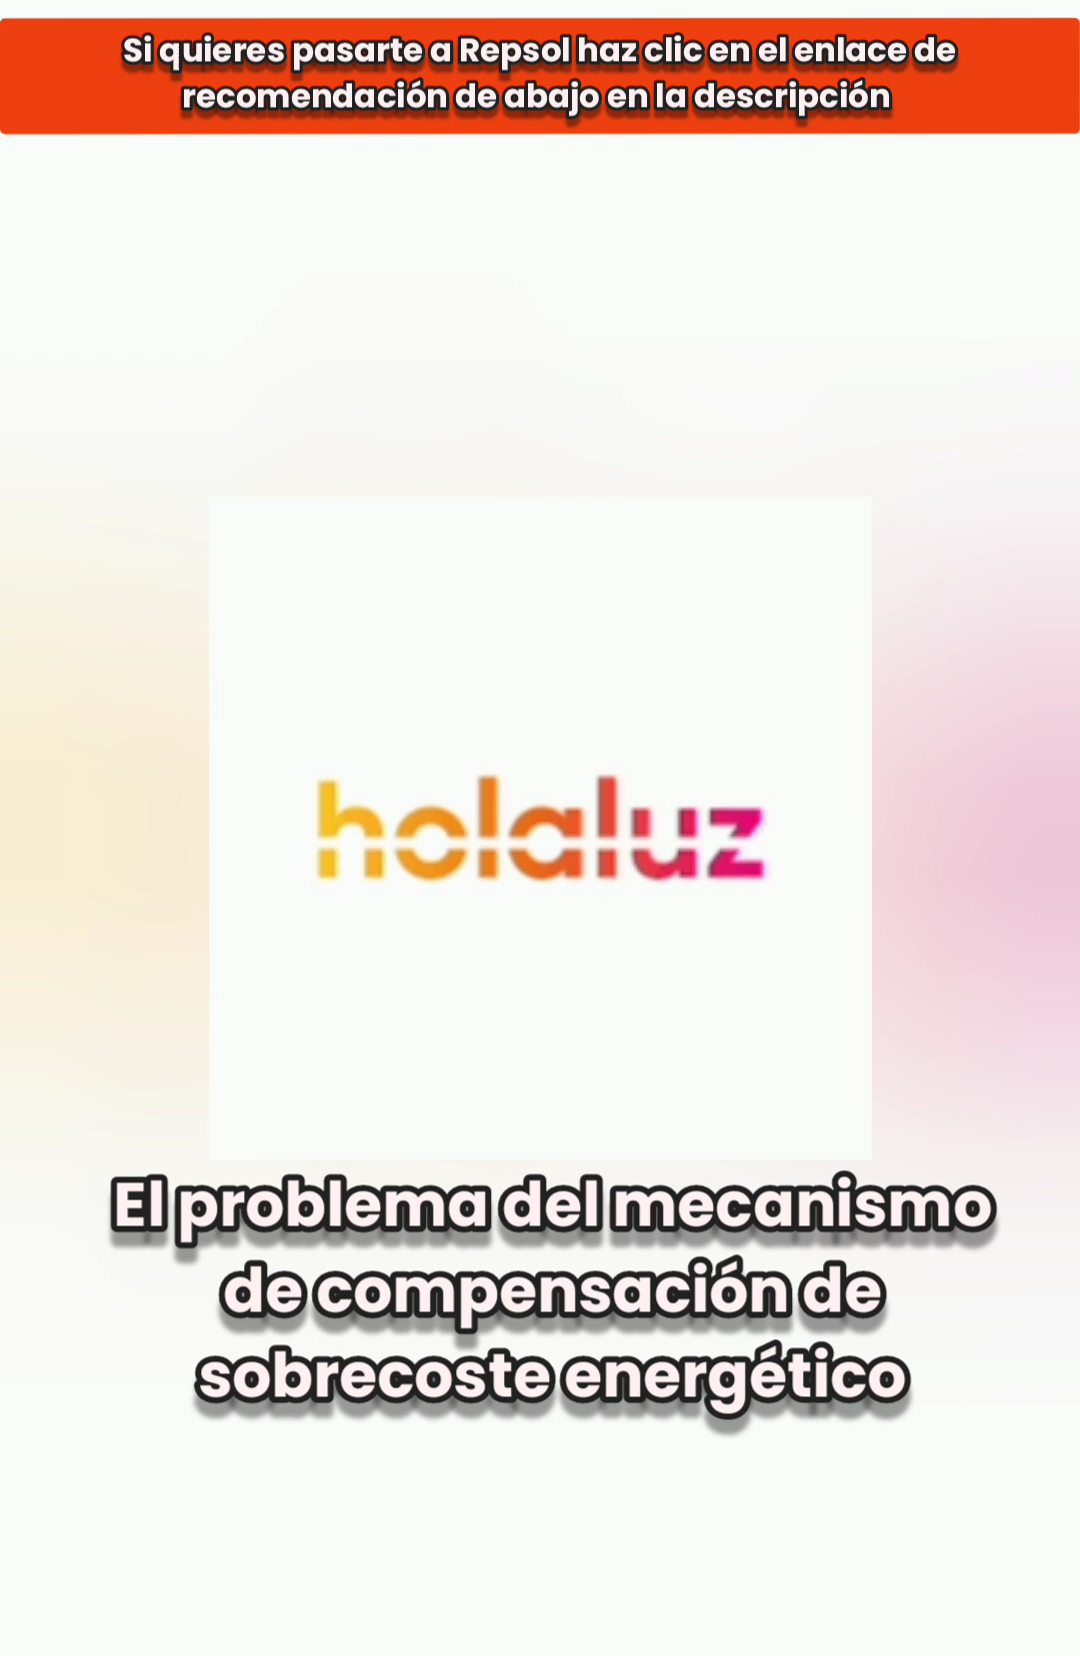 Si quieres pasarte a Repsol haz clic en el enlace de
recomendación de abajo en la descripción
holaluz
El problema del mecanismo
de compensación de
sobrecoste energético